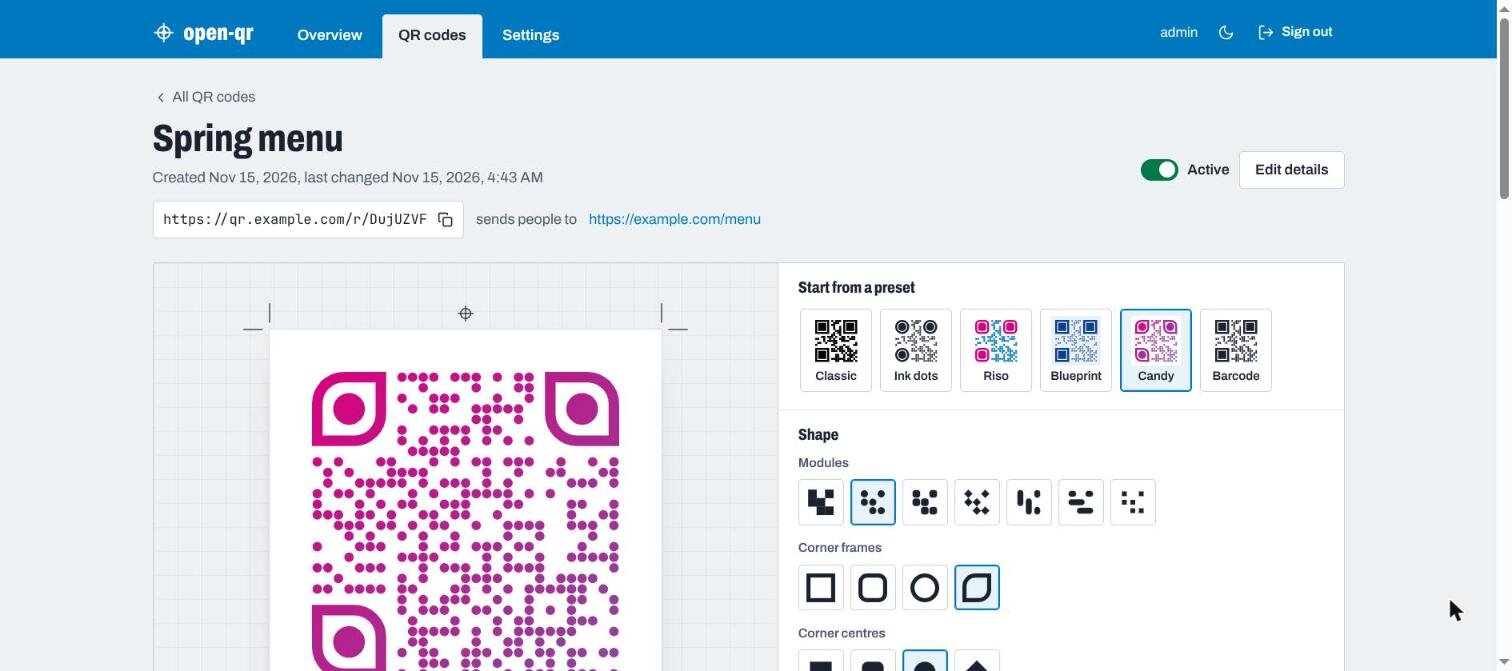 open-qr
Overview
QR codes
Settings
admin
Sign out
All QR codes
Spring menu
Created Nov 15, 2026, last changed Nov 15, 2026, 4:43 AM
Active
Edit details
https://qr.example.com/r/DujUZVF
sends people to
https://example.com/menu
Start from a preset
Classic
Ink dots
Riso
Blueprint
Candy
Barcode
Shape
Modules
Corner frames
Corner centres